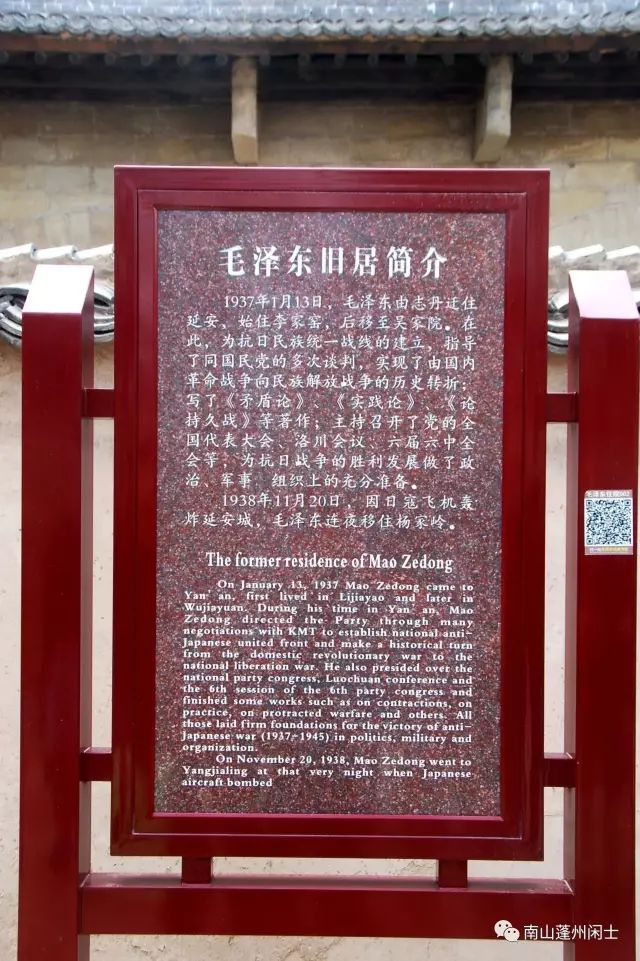 毛泽东旧居简介
1937年1月13日，毛泽东由志丹迁住
延安，始住李家窑，后移至吴家院。在
此，为抗日民族统一战线的建立，指导
了同国民党的多次谈判，实现了由国内
革命战争向民族解放战争的历史转折；
写了《矛盾论》、《实践论》、《论
持久战》等著作；主持召开了党的全
国代表大会、洛川会议、六届六中全
会等；为抗日战争的胜利发展做了政
治、军事、组织上的充分准备。
1938年11月20日，因日寇飞机轰
炸延安城，毛泽东连夜移住杨家岭。
The former residence of Mao Zedong
On January 13, 1937 Mao Zedong came to
Yan' an, first lived in Lijiayao and later in
Wujiayuan. During his time in Yan' an, Mao
Zedong directed the Party through many
negotiations with KMT to establish national anti-
Japanese united front and make a historical turn
from the domestic revolutionary war to the
national liberation war. He also presided over the
national party congress, Luochuan conference and
the 6th session of the 6th party congress and
finished some works such as on contractions, on
practice, on protracted warfare and others. All
those laid firm foundations for the victory of anti-
Japanese war (1937-1945) in politics, military and
organization.
On November 20, 1938, Mao Zedong went to
Yangjialing at that very night when Japanese
aircraft bombed
南山蓬州闲士